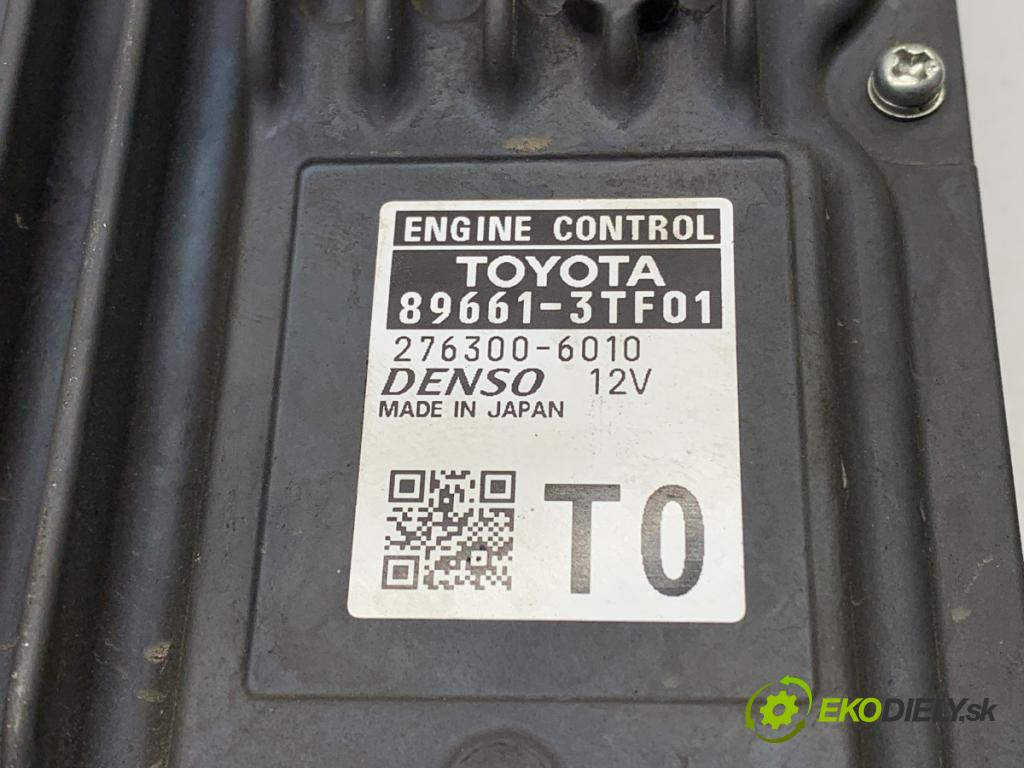 ENGINE CONTROL
TOYOTA
89661-3TF01
276300-6010
DENSO 12V
MADE IN JAPAN
T0
EKODIELY.sk